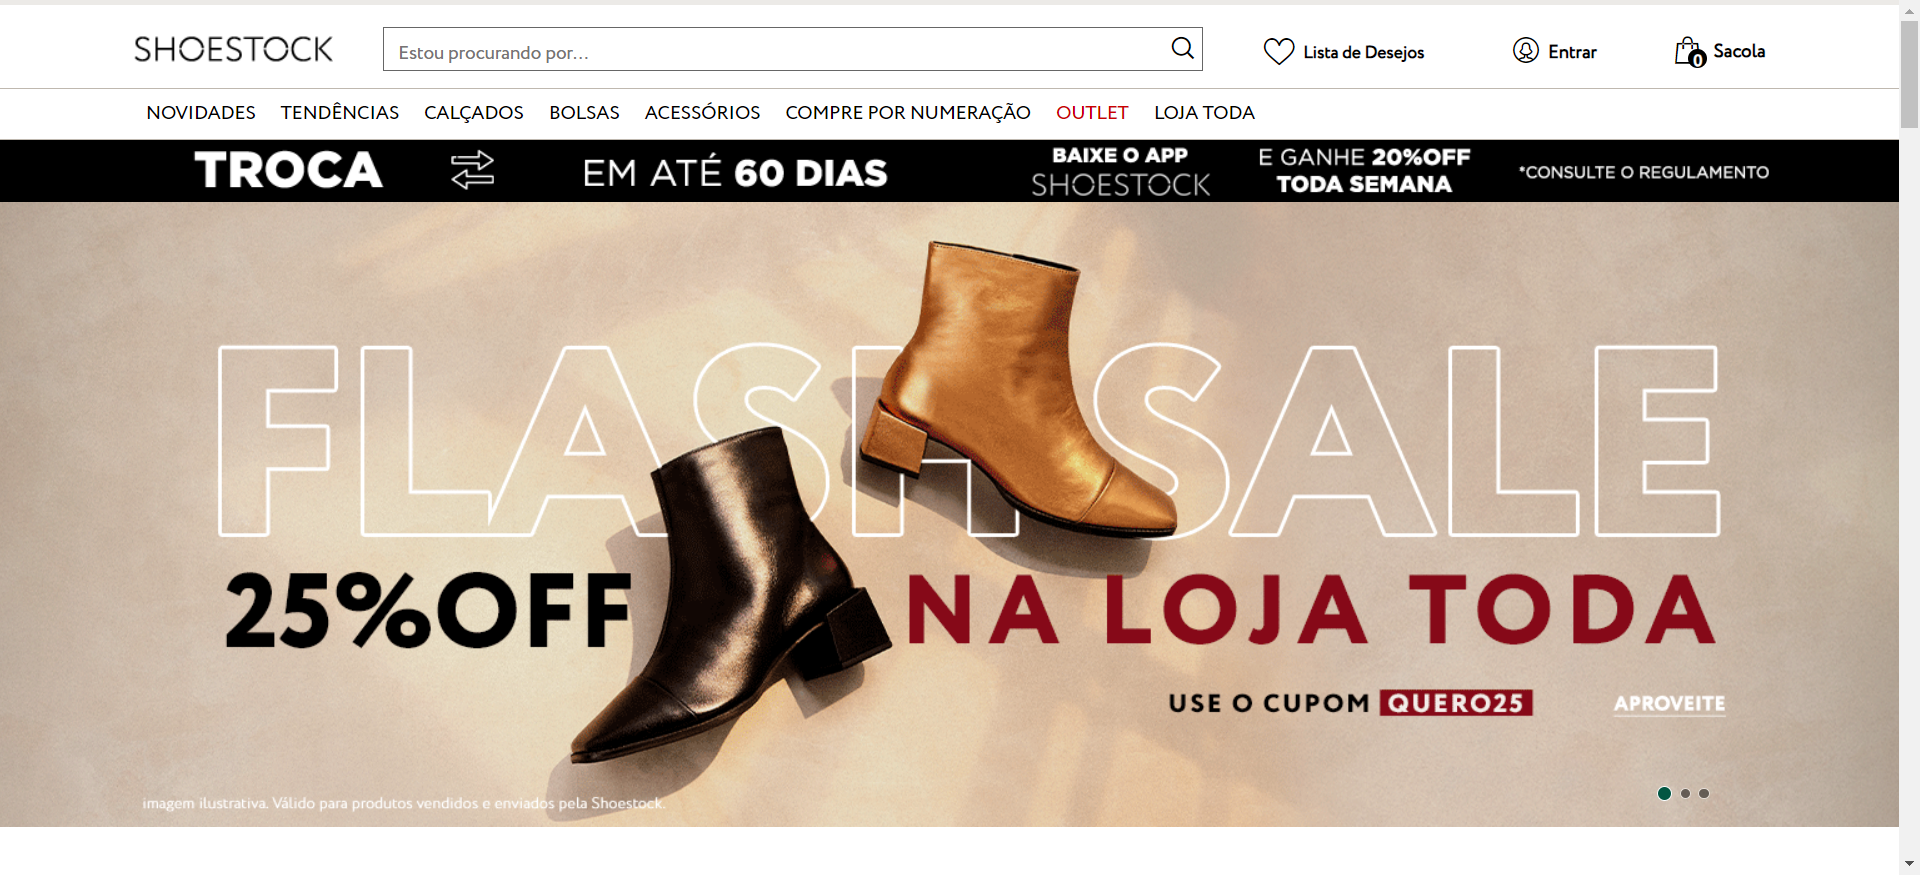 SHOESTOCK
Estou procurando por...
Lista de Desejos
Entrar
0
Sacola
NOVIDADES TENDÊNCIAS CALÇADOS BOLSAS ACESSÓRIOS COMPRE POR NUMERAÇÃO OUTLET LOJA TODA
TROCA EM ATÉ 60 DIAS
BAIXE O APP
SHOESTOCK
E GANHE 20%OFF
TODA SEMANA
*CONSULTE O REGULAMENTO
FLASH SALE
25%OFF NA LOJA TODA
USE O CUPOM QUERO25
APROVEITE
imagem ilustrativa. Válido para produtos vendidos e enviados pela Shoestock.